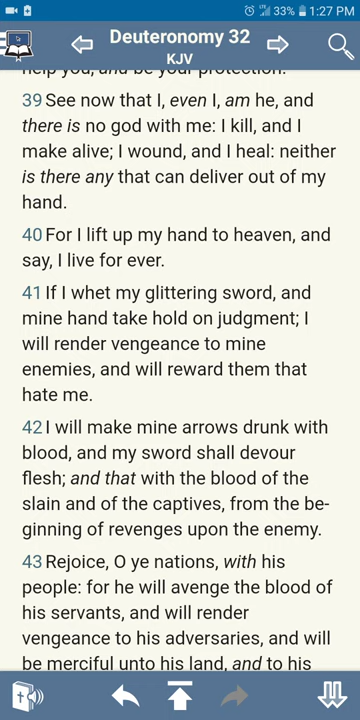 33% 1:27 PM
Deuteronomy 32
KJV
help you, and be your protection.
39 See now that I, even I, am he, and
there is no god with me: I kill, and I
make alive; I wound, and I heal: neither
is there any that can deliver out of my
hand.
40 For I lift up my hand to heaven, and
say, I live for ever.
41 If I whet my glittering sword, and
mine hand take hold on judgment; I
will render vengeance to mine
enemies, and will reward them that
hate me.
42 I will make mine arrows drunk with
blood, and my sword shall devour
flesh; and that with the blood of the
slain and of the captives, from the be-
ginning of revenges upon the enemy.
43 Rejoice, O ye nations, with his
people: for he will avenge the blood of
his servants, and will render
vengeance to his adversaries, and will
be merciful unto his land, and to his